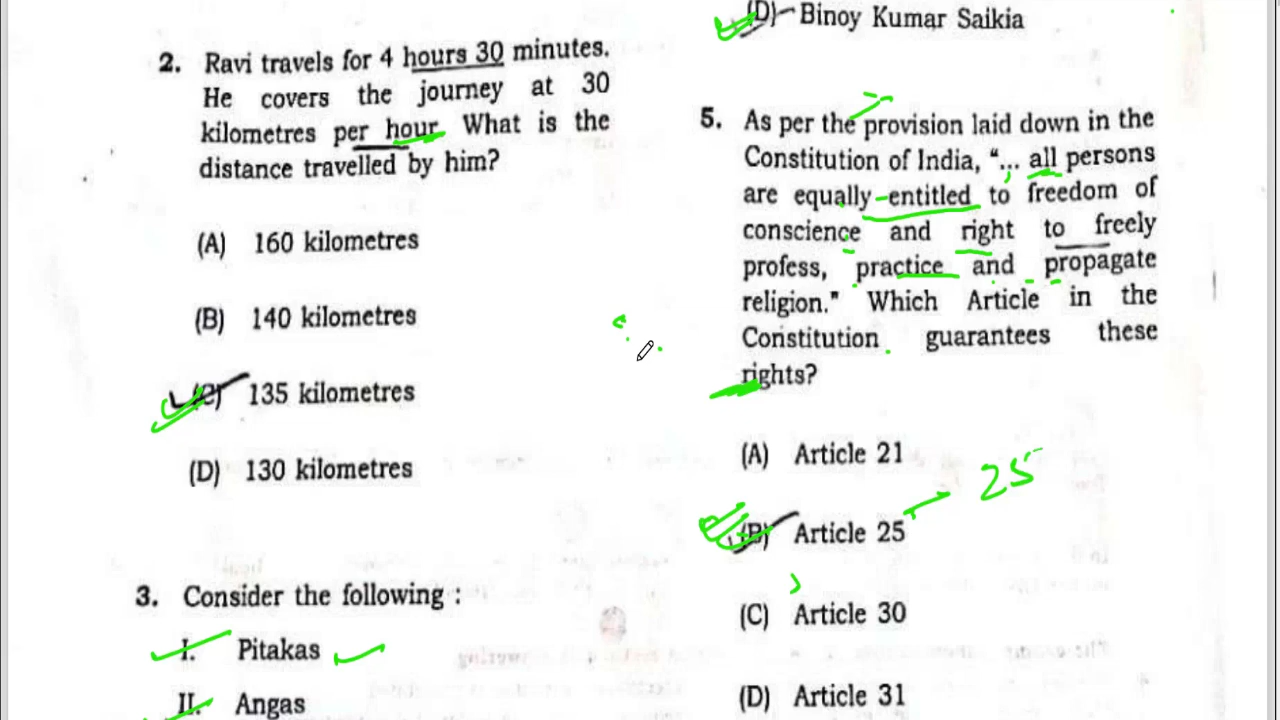 2. Ravi travels for 4 hours 30 minutes.
He covers the journey at 30
kilometres per hour. What is the
distance travelled by him?
(A) 160 kilometres
(B) 140 kilometres
(C) 135 kilometres
(D) 130 kilometres
3. Consider the following :
I. Pitakas
II. Angas
(D) Binoy Kumar Saikia
5. As per the provision laid down in the
Constitution of India, “... all persons
are equally entitled to freedom of
conscience and right to freely
profess, practice and propagate
religion.” Which Article in the
Constitution guarantees these
rights?
(A) Article 21
(B) Article 25
25
(C) Article 30
(D) Article 31